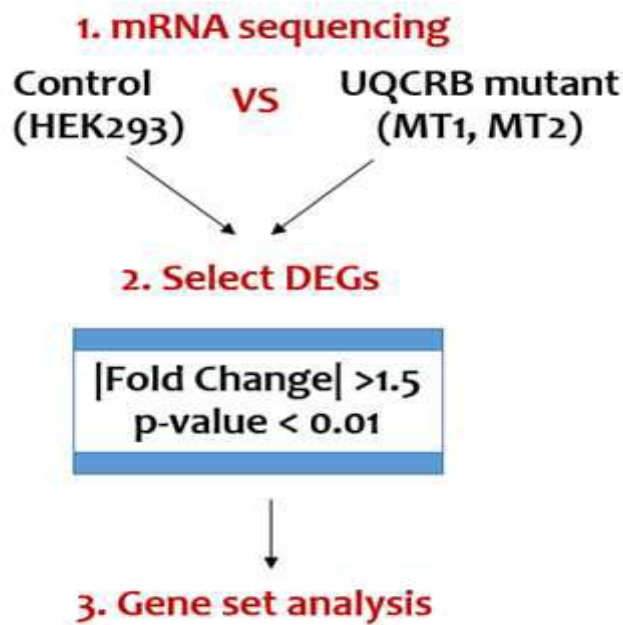 1. mRNA sequencing
Control VS UQCRB mutant
(HEK293) (MT1, MT2)
2. Select DEGs
|Fold Change| >1.5
p-value < 0.01
3. Gene set analysis